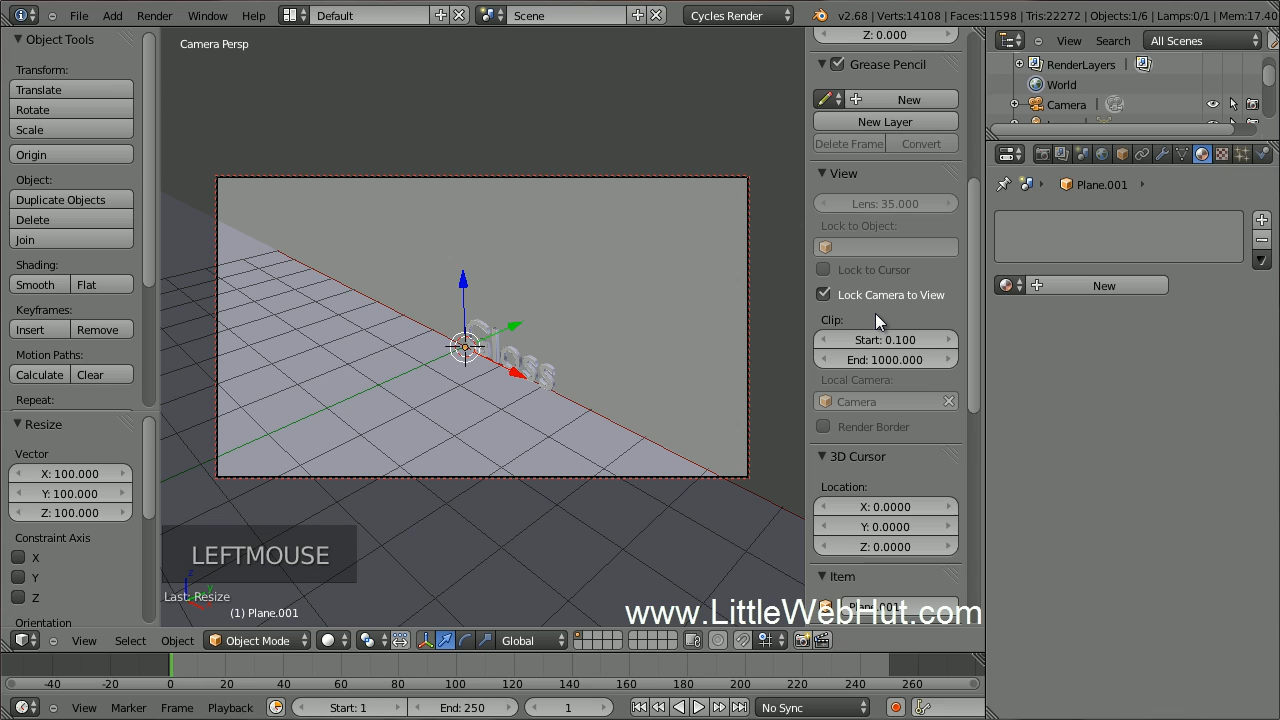 File Add Render Window Help Default Scene Cycles Render v2.68 | Verts:14108 | Faces:11598 | Tris:22272 | Objects:1/6 | Lamps:0/1 | Mem:17.40
Object Tools
Transform:
Translate
Rotate
Scale
Origin
Object:
Duplicate Objects
Delete
Join
Shading:
Smooth Flat
Keyframes:
Insert Remove
Motion Paths:
Calculate Clear
Repeat:
Resize
Vector
X: 100.000
Y: 100.000
Z: 100.000
Constraint Axis
X
Y
Z
Orientation
Camera Persp
Glass
LEFTMOUSE
Last: Resize
(1) Plane.001
Z: 0.000
Grease Pencil
New
New Layer
Delete Frame Convert
View
Lens: 35.000
Lock to Object:
Lock to Cursor
Lock Camera to View
Clip:
Start: 0.100
End: 1000.000
Local Camera:
Camera
Render Border
3D Cursor
Location:
X: 0.0000
Y: 0.0000
Z: 0.0000
Item
Plane.001
www.LittleWebHut.com
View Search All Scenes
RenderLayers
World
Camera
Plane.001
New
View Select Object Object Mode Global
-40 -20 0 20 40 60 80 100 120 140 160 180 200 220 240 260
View Marker Frame Playback Start: 1 End: 250 1 No Sync